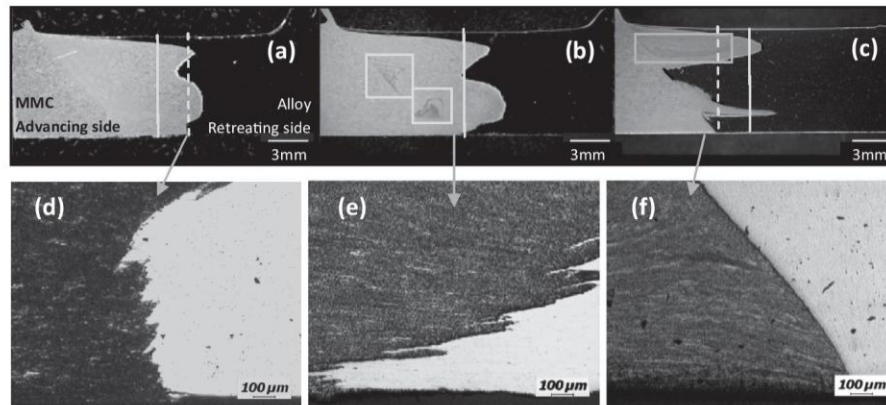 (a)
(b)
(c)
MMC
Advancing side
Alloy
Retreating side
3mm
3mm
3mm
(d)
(e)
(f)
100 µm
100 µm
100 µm